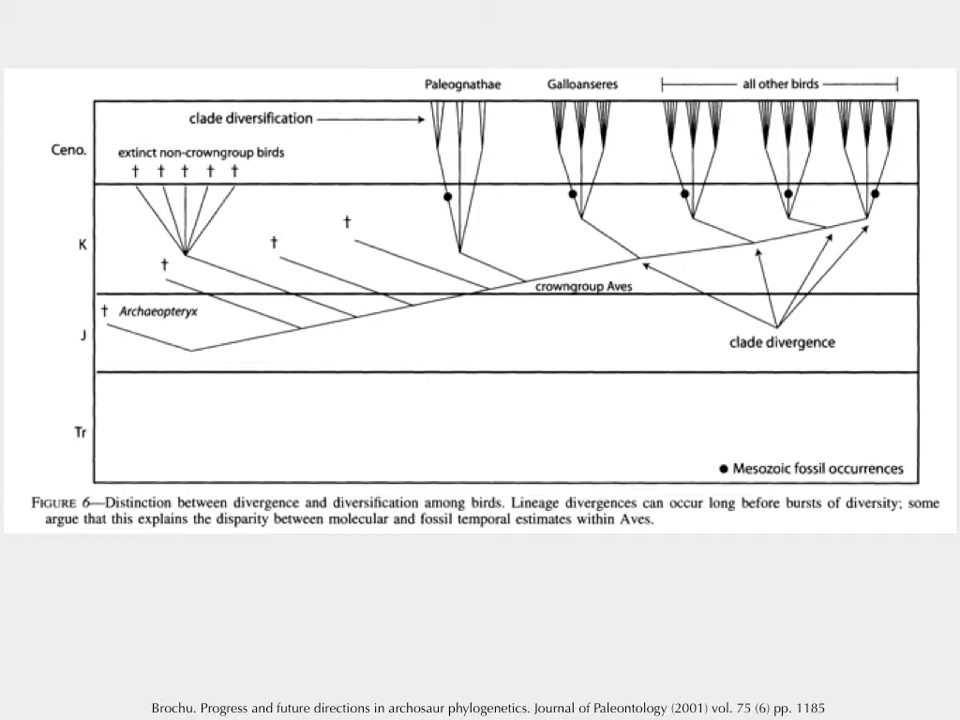 Paleognathae Galloanseres all other birds
clade diversification
Ceno.
extinct non-crowngroup birds
† † † † †
†
K
†
†
crowngroup Aves
† Archaeopteryx
J
clade divergence
Tr
● Mesozoic fossil occurrences
FIGURE 6—Distinction between divergence and diversification among birds. Lineage divergences can occur long before bursts of diversity; some
argue that this explains the disparity between molecular and fossil temporal estimates within Aves.
Brochu. Progress and future directions in archosaur phylogenetics. Journal of Paleontology (2001) vol. 75 (6) pp. 1185